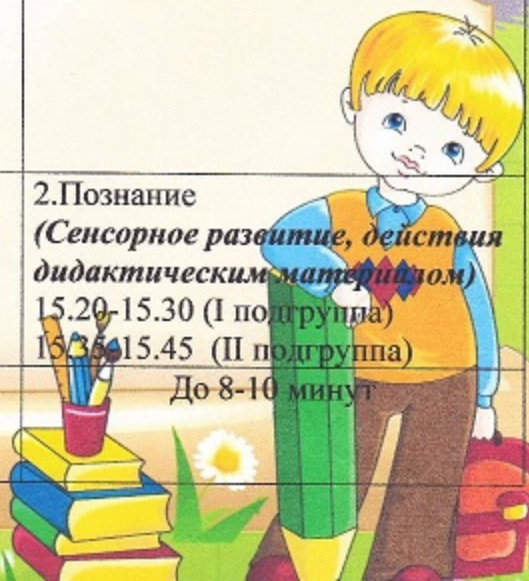 2.Познание
(Сенсорное развитие, действия
дидактическим материалом)
15.20-15.30 (I подгруппа)
15.35-15.45 (II подгруппа)
До 8-10 минут